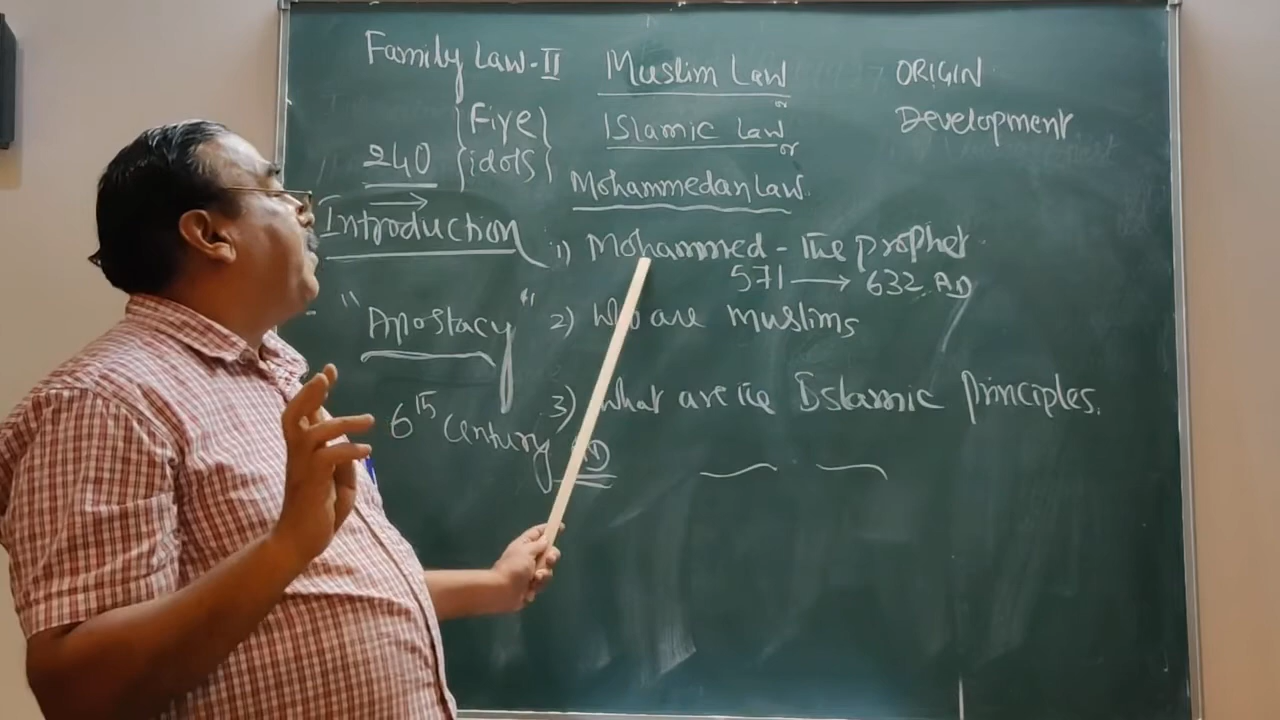 Family Law - II
{Five
idols}
240
Introduction
"Apostacy"
6th Century AD
Muslim Law
or
Islamic Law
or
Mohammedan Law
ORIGIN
Development
1) Mohammed - The prophet
571 → 632 AD
2) Who are muslims
3) What are the Islamic Principles.